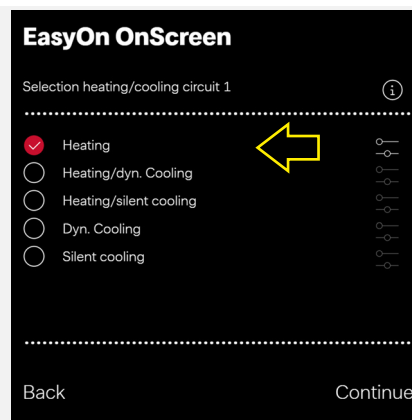 EasyOn OnScreen
Selection heating/cooling circuit 1
Heating
Heating/dyn. Cooling
Heating/silent cooling
Dyn. Cooling
Silent cooling
Back Continue